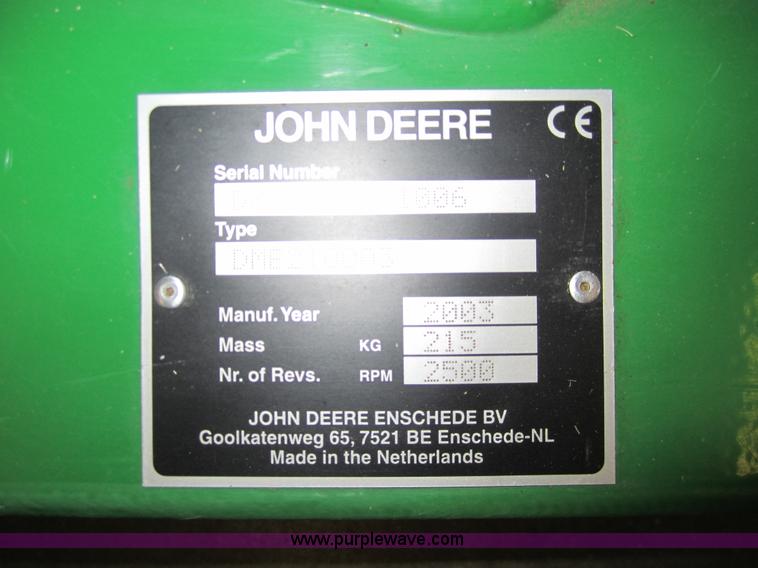 JOHN DEERE CE
Serial Number
Type
Manuf. Year 2003
Mass KG 215
Nr. of Revs. RPM 2500
JOHN DEERE ENSCHEDE BV
Goolkatenweg 65, 7521 BE Enschede-NL
Made in the Netherlands
www.purplewave.com